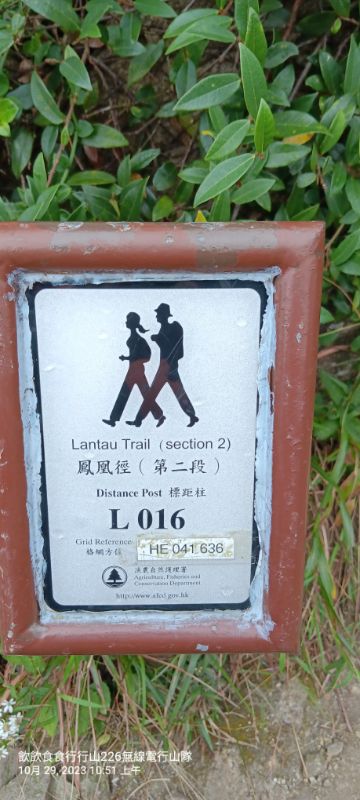 Lantau Trail (section 2)
鳳凰徑（第二段）
Distance Post 標距柱
L 016
Grid Reference
格網方位
HE 041 636
漁農自然護理署
Agriculture, Fisheries and
Conservation Department
http://www.afcd.gov.hk
飲飲食食行行山226無線電行山隊
10月 29, 2023 10:51 上午